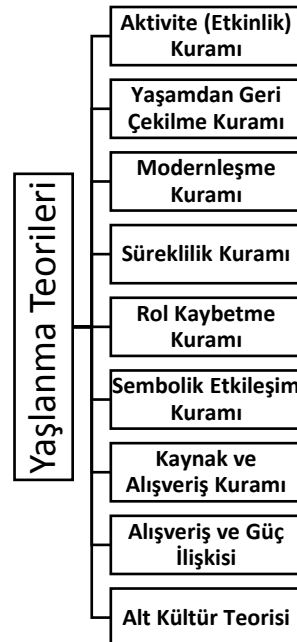 Yaşlanma Teorileri
Aktivite (Etkinlik)
Kuramı
Yaşamdan Geri
Çekilme Kuramı
Modernleşme
Kuramı
Süreklilik Kuramı
Rol Kaybetme
Kuramı
Sembolik Etkileşim
Kuramı
Kaynak ve
Alışveriş Kuramı
Alışveriş ve Güç
İlişkisi
Alt Kültür Teorisi